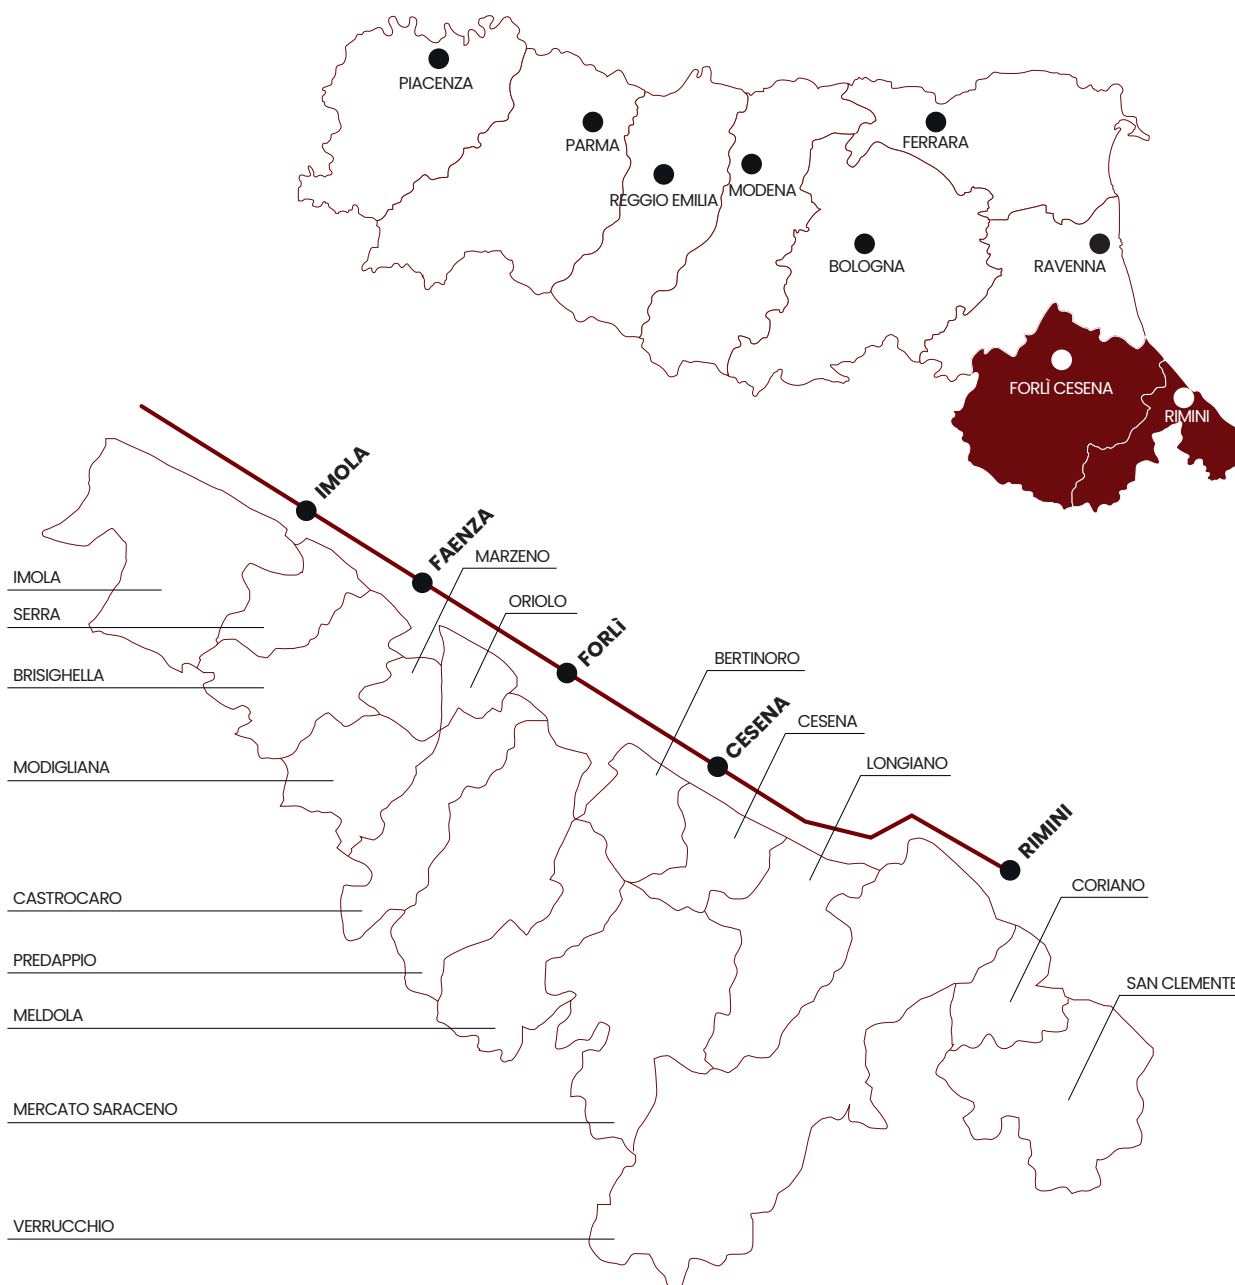 PIACENZA
PARMA
FERRARA
REGGIO EMILIA
MODENA
BOLOGNA
RAVENNA
FORLÌ CESENA
RIMINI
IMOLA
FAENZA
FORLÌ
CESENA
RIMINI
MARZENO
ORIOLO
BERTINORO
CESENA
LONGIANO
CORIANO
SAN CLEMENTE
IMOLA
SERRA
BRISIGHELLA
MODIGLIANA
CASTROCARO
PREDAPPIO
MELDOLA
MERCATO SARACENO
VERRUCCHIO